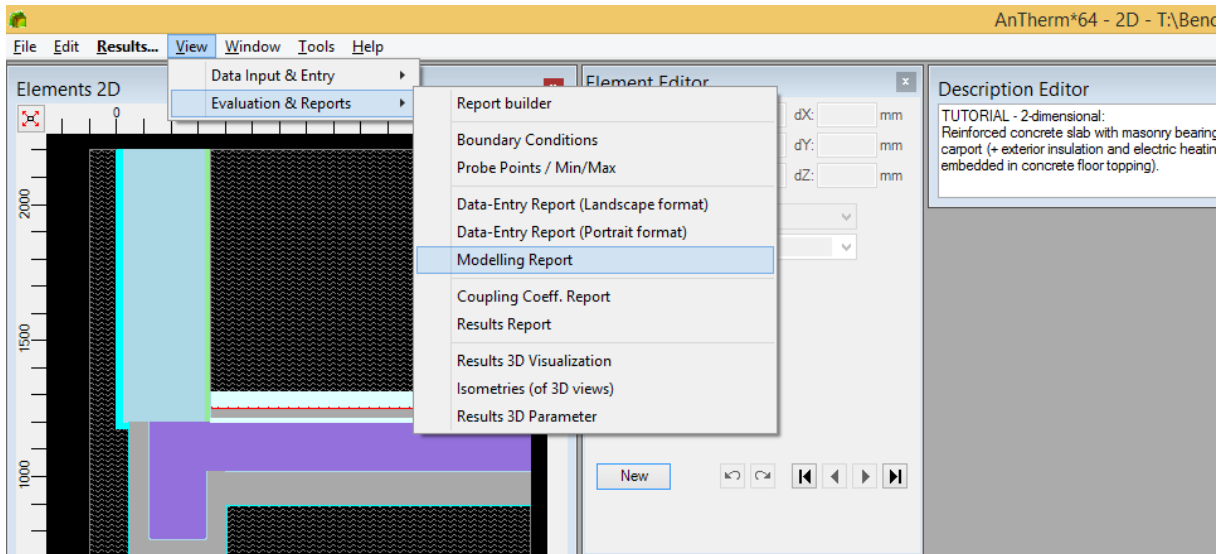 AnTherm*64 - 2D - T:\Benc
File Edit Results... View Window Tools Help
Elements 2D
Data Input & Entry
Evaluation & Reports
Report builder
Boundary Conditions
Probe Points / Min/Max
Data-Entry Report (Landscape format)
Data-Entry Report (Portrait format)
Modelling Report
Coupling Coeff. Report
Results Report
Results 3D Visualization
Isometries (of 3D views)
Results 3D Parameter
0
2000
1500
1000
Element Editor
dX: mm
dY: mm
dZ: mm
New
Description Editor
TUTORIAL - 2-dimensional:
Reinforced concrete slab with masonry bearing
carport (+ exterior insulation and electric heatin
embedded in concrete floor topping).